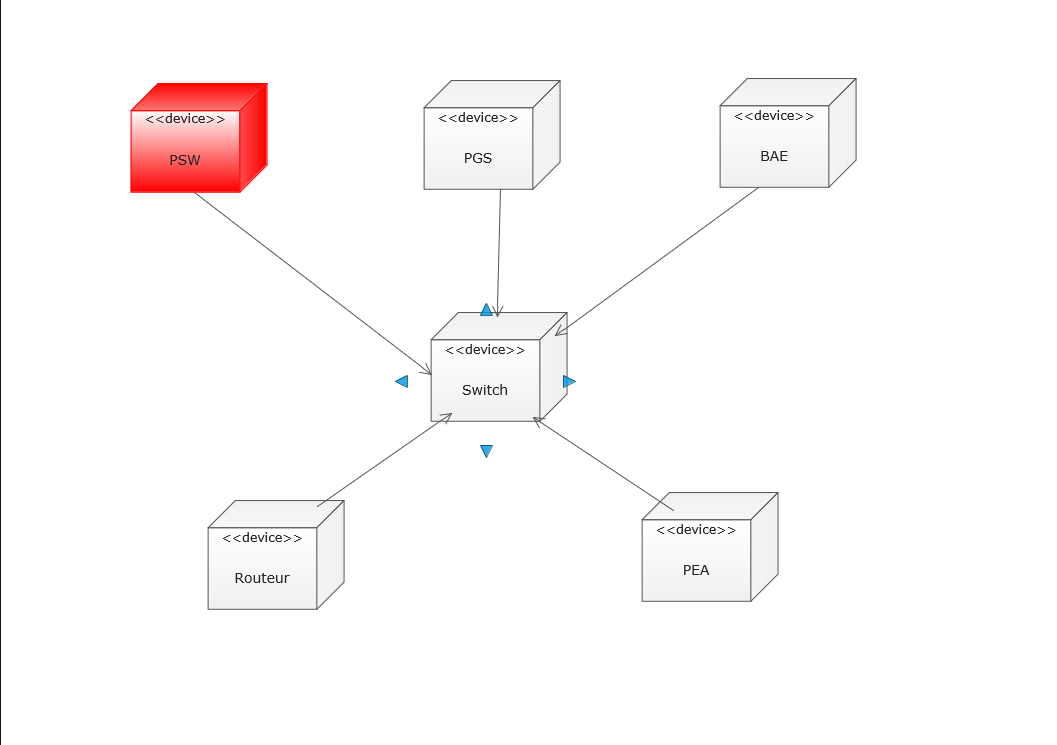 <<device>>
PSW
<<device>>
PGS
<<device>>
BAE
<<device>>
Switch
<<device>>
Routeur
<<device>>
PEA